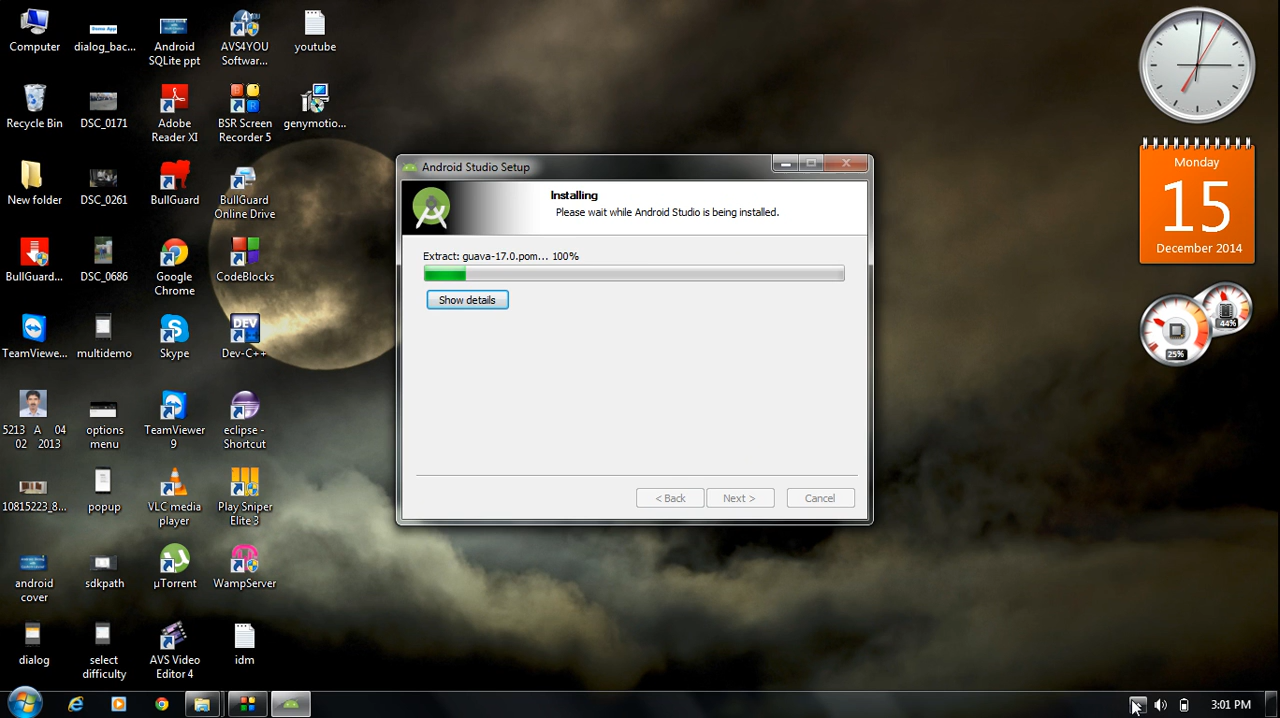 Computer
dialog_bac...
Android
SQLite ppt
AVS4YOU
Softwar...
youtube
Recycle Bin
DSC_0171
Adobe
Reader XI
BSR Screen
Recorder 5
genymotio...
New folder
DSC_0261
BullGuard
BullGuard
Online Drive
BullGuard...
DSC_0686
Google
Chrome
CodeBlocks
TeamViewe...
multidemo
Skype
DEV
Dev-C++
5213 A 04
02 2013
options
menu
TeamViewer
9
eclipse -
Shortcut
10815223_8...
popup
VLC media
player
Play Sniper
Elite 3
android
cover
sdkpath
µTorrent
WampServer
dialog
select
difficulty
AVS Video
Editor 4
idm
Android Studio Setup
Installing
Please wait while Android Studio is being installed.
Extract: guava-17.0.pom... 100%
Show details
< Back
Next >
Cancel
Monday
15
December 2014
44%
25%
3:01 PM